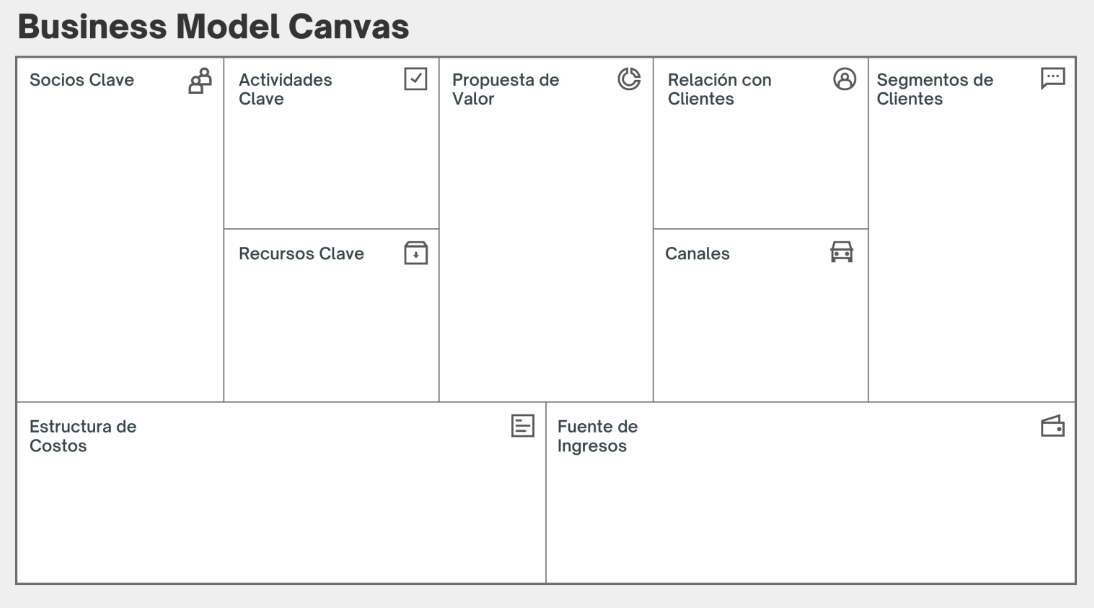 Business Model Canvas
Socios Clave
Actividades
Clave
Propuesta de
Valor
Relación con
Clientes
Segmentos de
Clientes
Recursos Clave
Canales
Estructura de
Costos
Fuente de
Ingresos